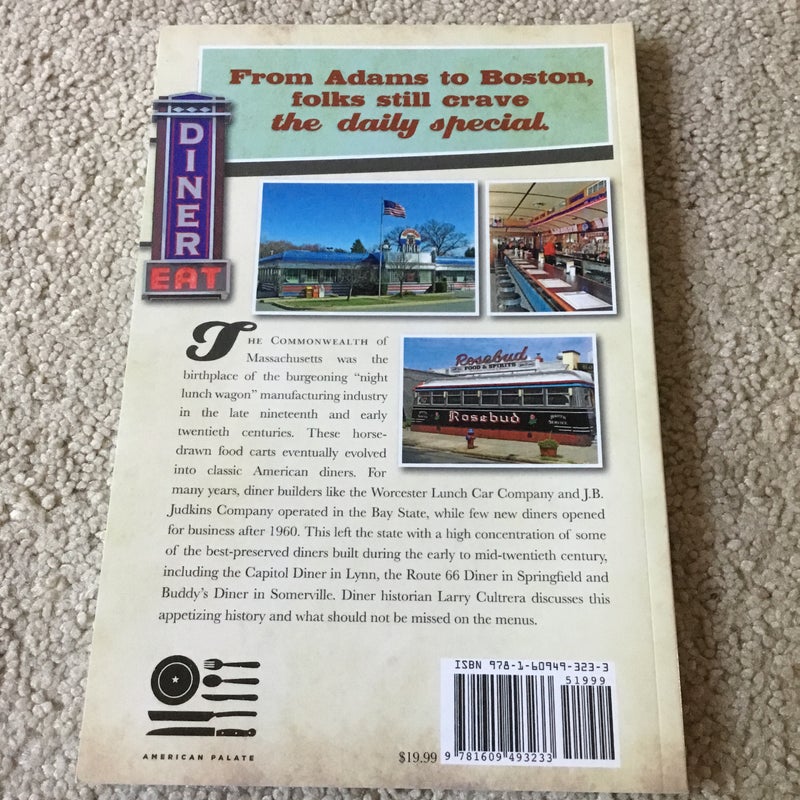 From Adams to Boston,
folks still crave
the daily special.
DINER
EAT
Rosebud
FOOD & SPIRITS
Rosebud
THE COMMONWEALTH of
Massachusetts was the
birthplace of the burgeoning “night
lunch wagon” manufacturing industry
in the late nineteenth and early
twentieth centuries. These horse-
drawn food carts eventually evolved
into classic American diners. For
many years, diner builders like the Worcester Lunch Car Company and J.B.
Judkins Company operated in the Bay State, while few new diners opened
for business after 1960. This left the state with a high concentration of some
of the best-preserved diners built during the early to mid-twentieth century,
including the Capitol Diner in Lynn, the Route 66 Diner in Springfield and
Buddy’s Diner in Somerville. Diner historian Larry Cultrera discusses this
appetizing history and what should not be missed on the menus.
AMERICAN PALATE
$19.99
ISBN 978-1-60949-323-3
51999
9 781609 493233